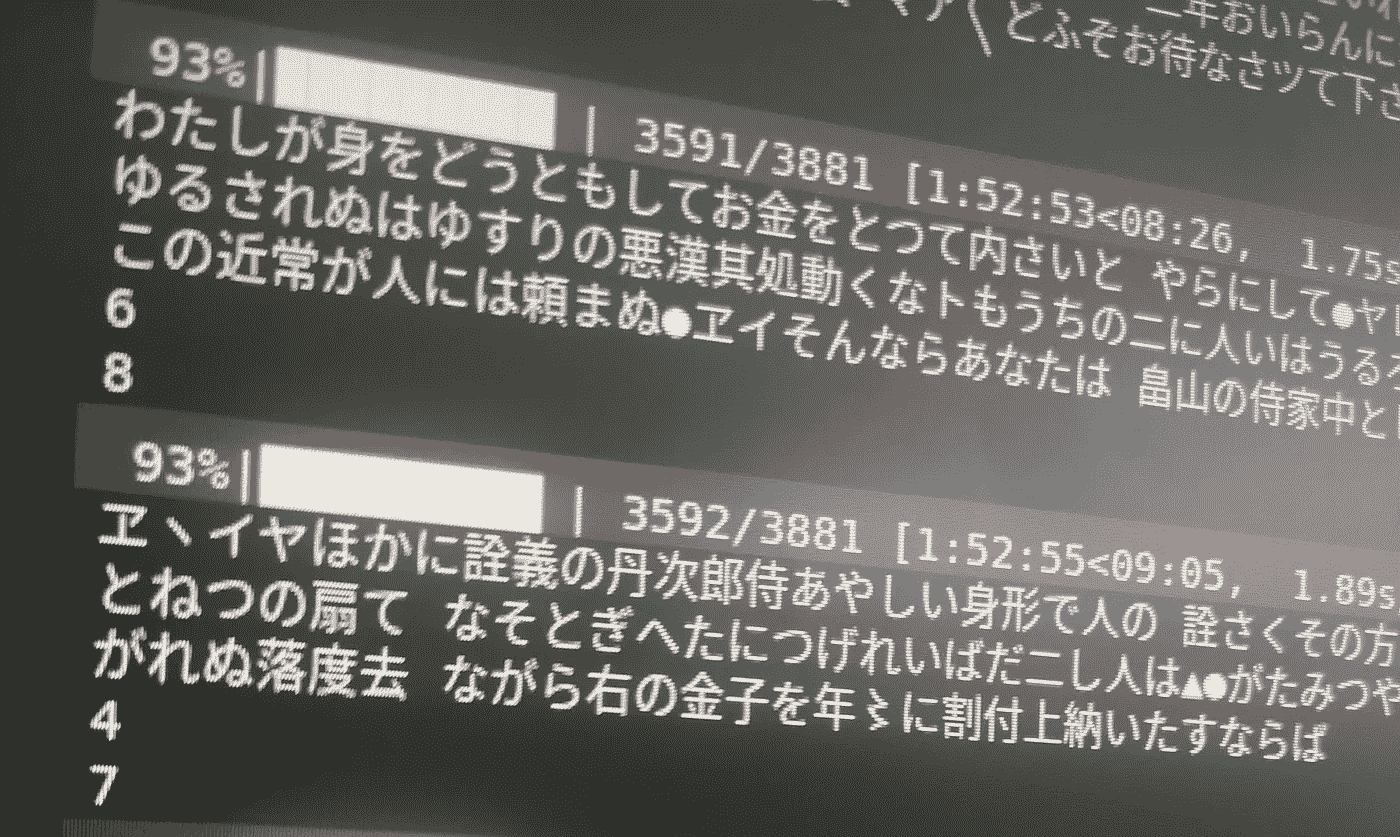 二年おいらんに
どふぞお待なさツて下さ
93%| | 3591/3881 [1:52:53<08:26, 1.75s
わたしが身をどうともしてお金をとつて内さいと やらにして●ヤ
ゆるされぬはゆすりの悪漢其処動くなトもうちの二に人いはうるろ
この近常が人には頼まぬ●ヱイそんならあなたは 畠山の侍家中と
6
8
93%| | 3592/3881 [1:52:55<09:05, 1.89s
ヱヽイヤほかに詮義の丹次郎侍あやしい身形で人の 詮さくその方
とねつの扇て なそとぎへたにつげれいばだ二し人は▲●がたみつや
がれぬ落度去 ながら右の金子を年〻に割付上納いたすならば
4
7